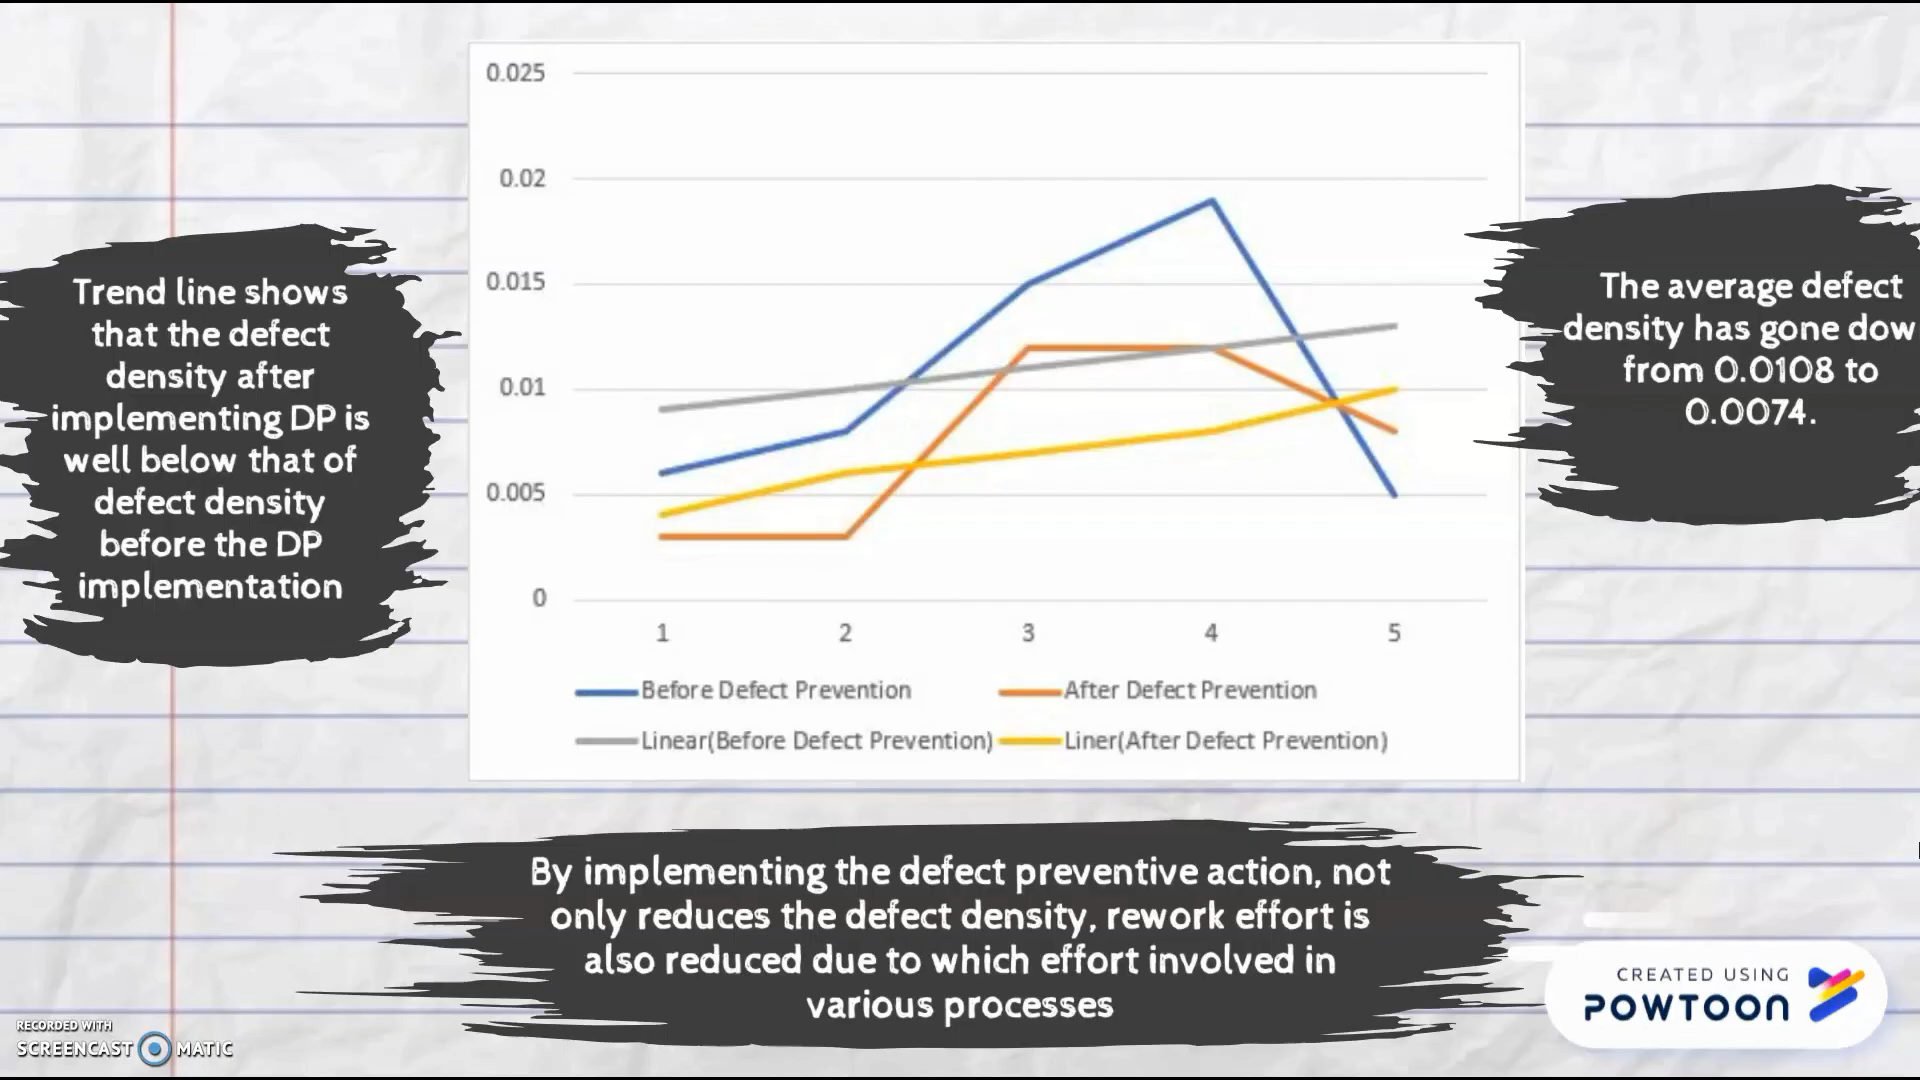 0.025
0.02
0.015
0.01
0.005
0
1 2 3 4 5
Before Defect Prevention
After Defect Prevention
Linear(Before Defect Prevention)
Liner(After Defect Prevention)
Trend line shows
that the defect
density after
implementing DP is
well below that of
defect density
before the DP
implementation
The average defect
density has gone dow
from 0.0108 to
0.0074.
By implementing the defect preventive action, not
only reduces the defect density, rework effort is
also reduced due to which effort involved in
various processes
RECORDED WITH
SCREENCAST MATIC
CREATED USING
POWTOON